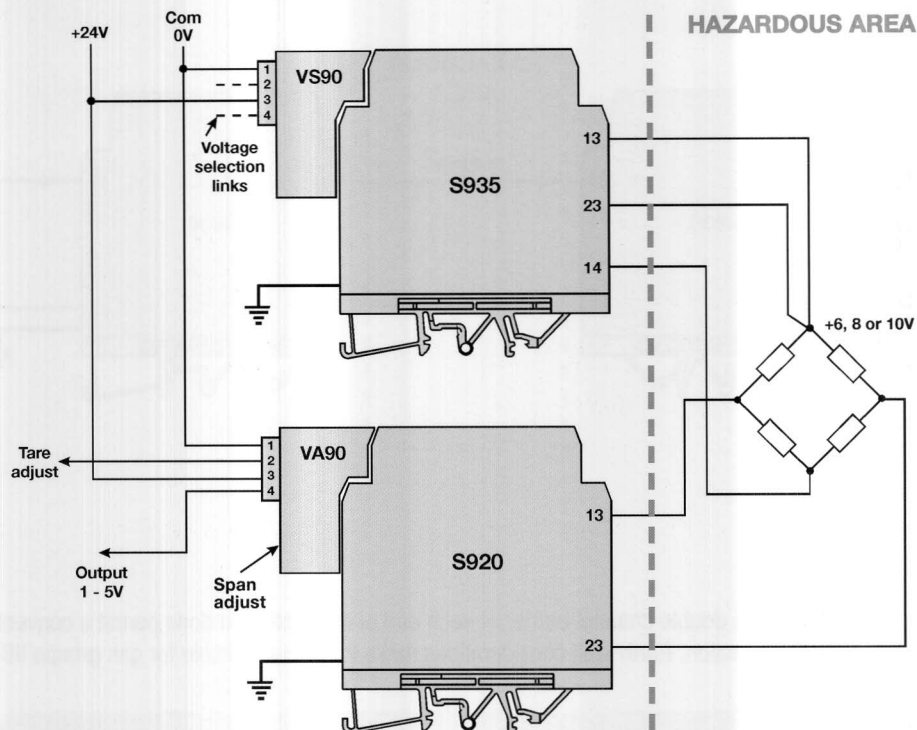 HAZARDOUS AREA
+24V
Com
0V
1
2
3
4
VS90
Voltage
selection
links
S935
13
23
14
+6, 8 or 10V
Tare
adjust
1
2
3
4
VA90
Output
1 - 5V
Span
adjust
S920
13
23